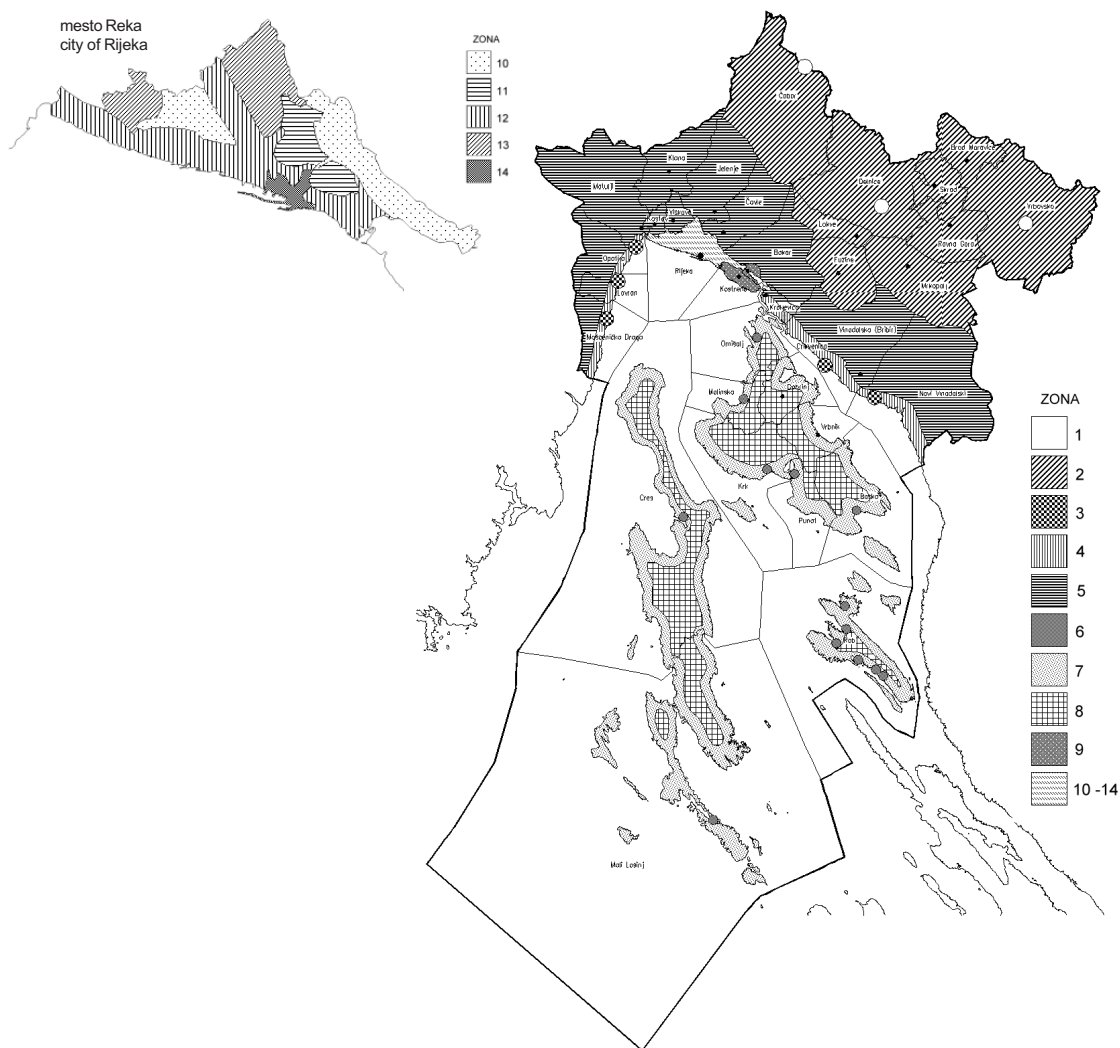 mesto Reka
city of Rijeka
ZONA
10
11
12
13
14
Čabar
Brod Moravice
Klana
Jelenje
Delnice
Skrad
Matulji
Vrbovsko
Čavle
Kastav
Viškovo
Lokve
Ravna Gora
Opatija
Bakar
Fužine
Rijeka
Mrkopalj
Lovran
Kostrena
Kraljevica
Vinodolska (Bribir)
Mošćenička Draga
Omišalj
Crikvenica
Malinska
Dobrinj
Novi Vinodolski
Vrbnik
Krk
Cres
Baška
Punat
Rab
Mali Lošinj
ZONA
1
2
3
4
5
6
7
8
9
10 -14